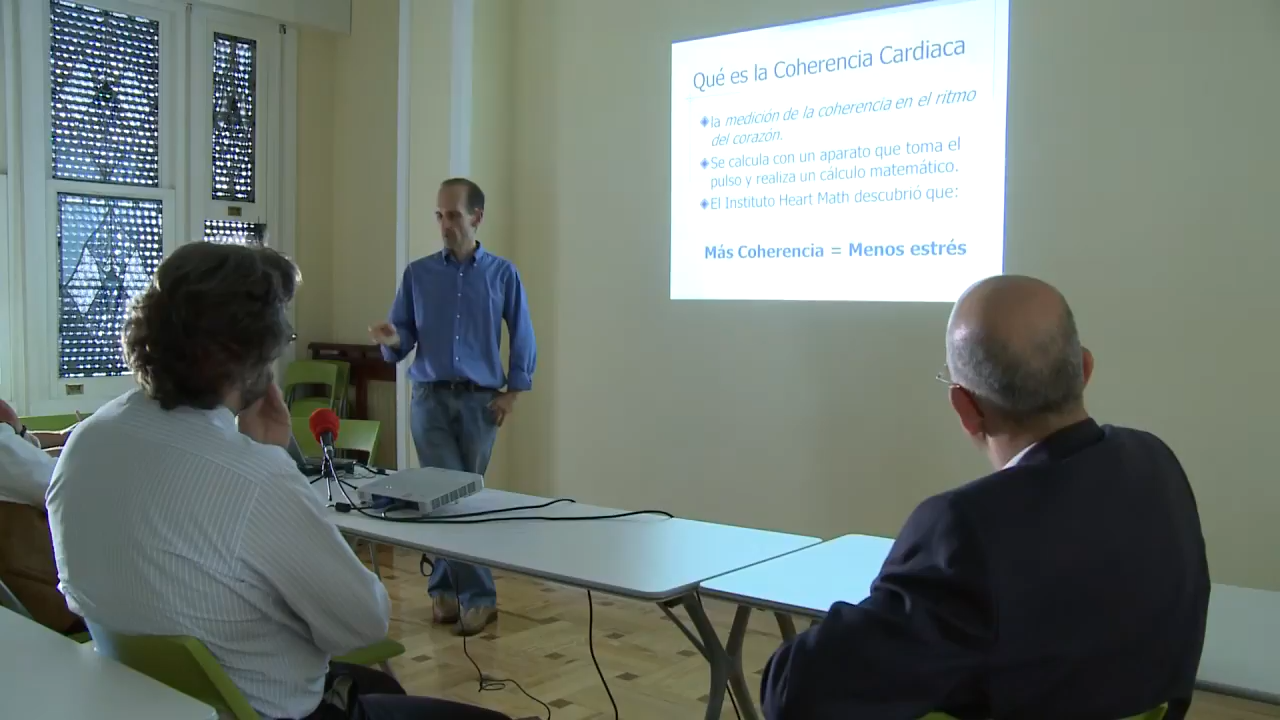 Qué es la Coherencia Cardiaca
la medición de la coherencia en el ritmo
del corazón.
Se calcula con un aparato que toma el
pulso y realiza un cálculo matemático.
El Instituto Heart Math descubrió que:
Más Coherencia = Menos estrés